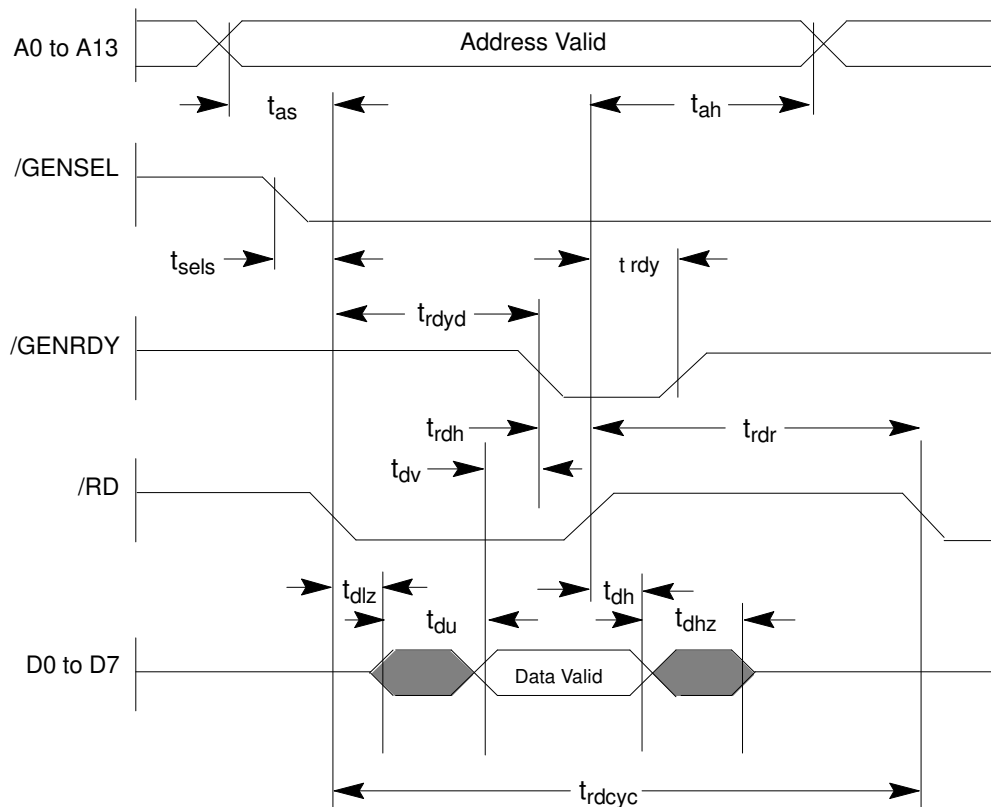 A0 to A13
Address Valid
tas
tah
/GENSEL
tsels
t rdy
trdyd
/GENRDY
trdh
trdr
tdv
/RD
tdlz
tdh
tdu
tdhz
D0 to D7
Data Valid
trdcyc